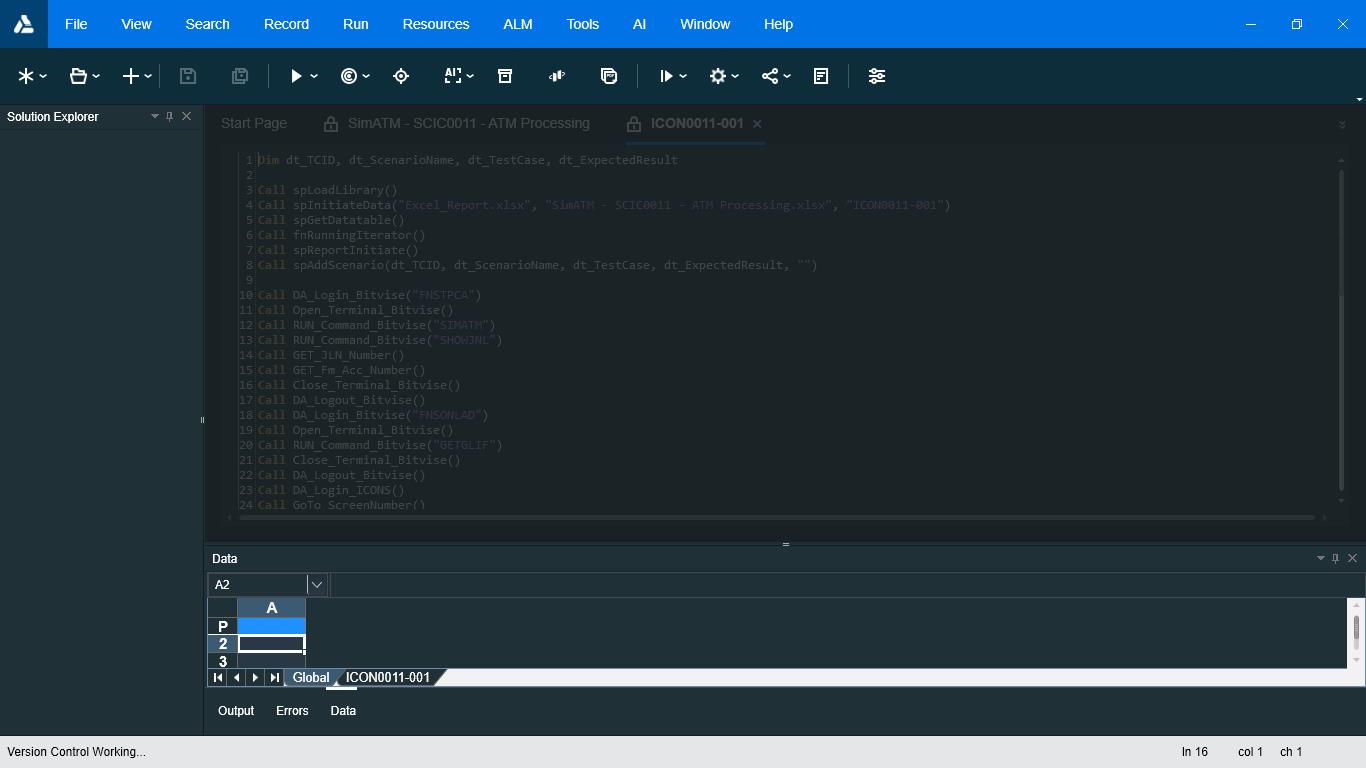 File View Search Record Run Resources ALM Tools AI Window Help
Solution Explorer
Start Page SimATM - SCIC0011 - ATM Processing ICON0011-001
1 Dim dt_TCID, dt_ScenarioName, dt_TestCase, dt_ExpectedResult
2
3 Call spLoadLibrary()
4 Call spInitiateData("Excel_Report.xlsx", "SimATM - SCIC0011 - ATM Processing.xlsx", "ICON0011-001")
5 Call spGetDatatable()
6 Call fnRunningIterator()
7 Call spReportInitiate()
8 Call spAddScenario(dt_TCID, dt_ScenarioName, dt_TestCase, dt_ExpectedResult, "")
9
10 Call DA_Login_Bitvise("FNSTPCA")
11 Call Open_Terminal_Bitvise()
12 Call RUN_Command_Bitvise("SIMATM")
13 Call RUN_Command_Bitvise("SHOWJNL")
14 Call GET_JLN_Number()
15 Call GET_Fm_Acc_Number()
16 Call Close_Terminal_Bitvise()
17 Call DA_Logout_Bitvise()
18 Call DA_Login_Bitvise("FNSONLAD")
19 Call Open_Terminal_Bitvise()
20 Call RUN_Command_Bitvise("GETGLIF")
21 Call Close_Terminal_Bitvise()
22 Call DA_Logout_Bitvise()
23 Call DA_Login_ICONS()
24 Call GoTo_ScreenNumber()
Data
A2
A
P
2
3
Global ICON0011-001
Output Errors Data
Version Control Working... ln 16 col 1 ch 1